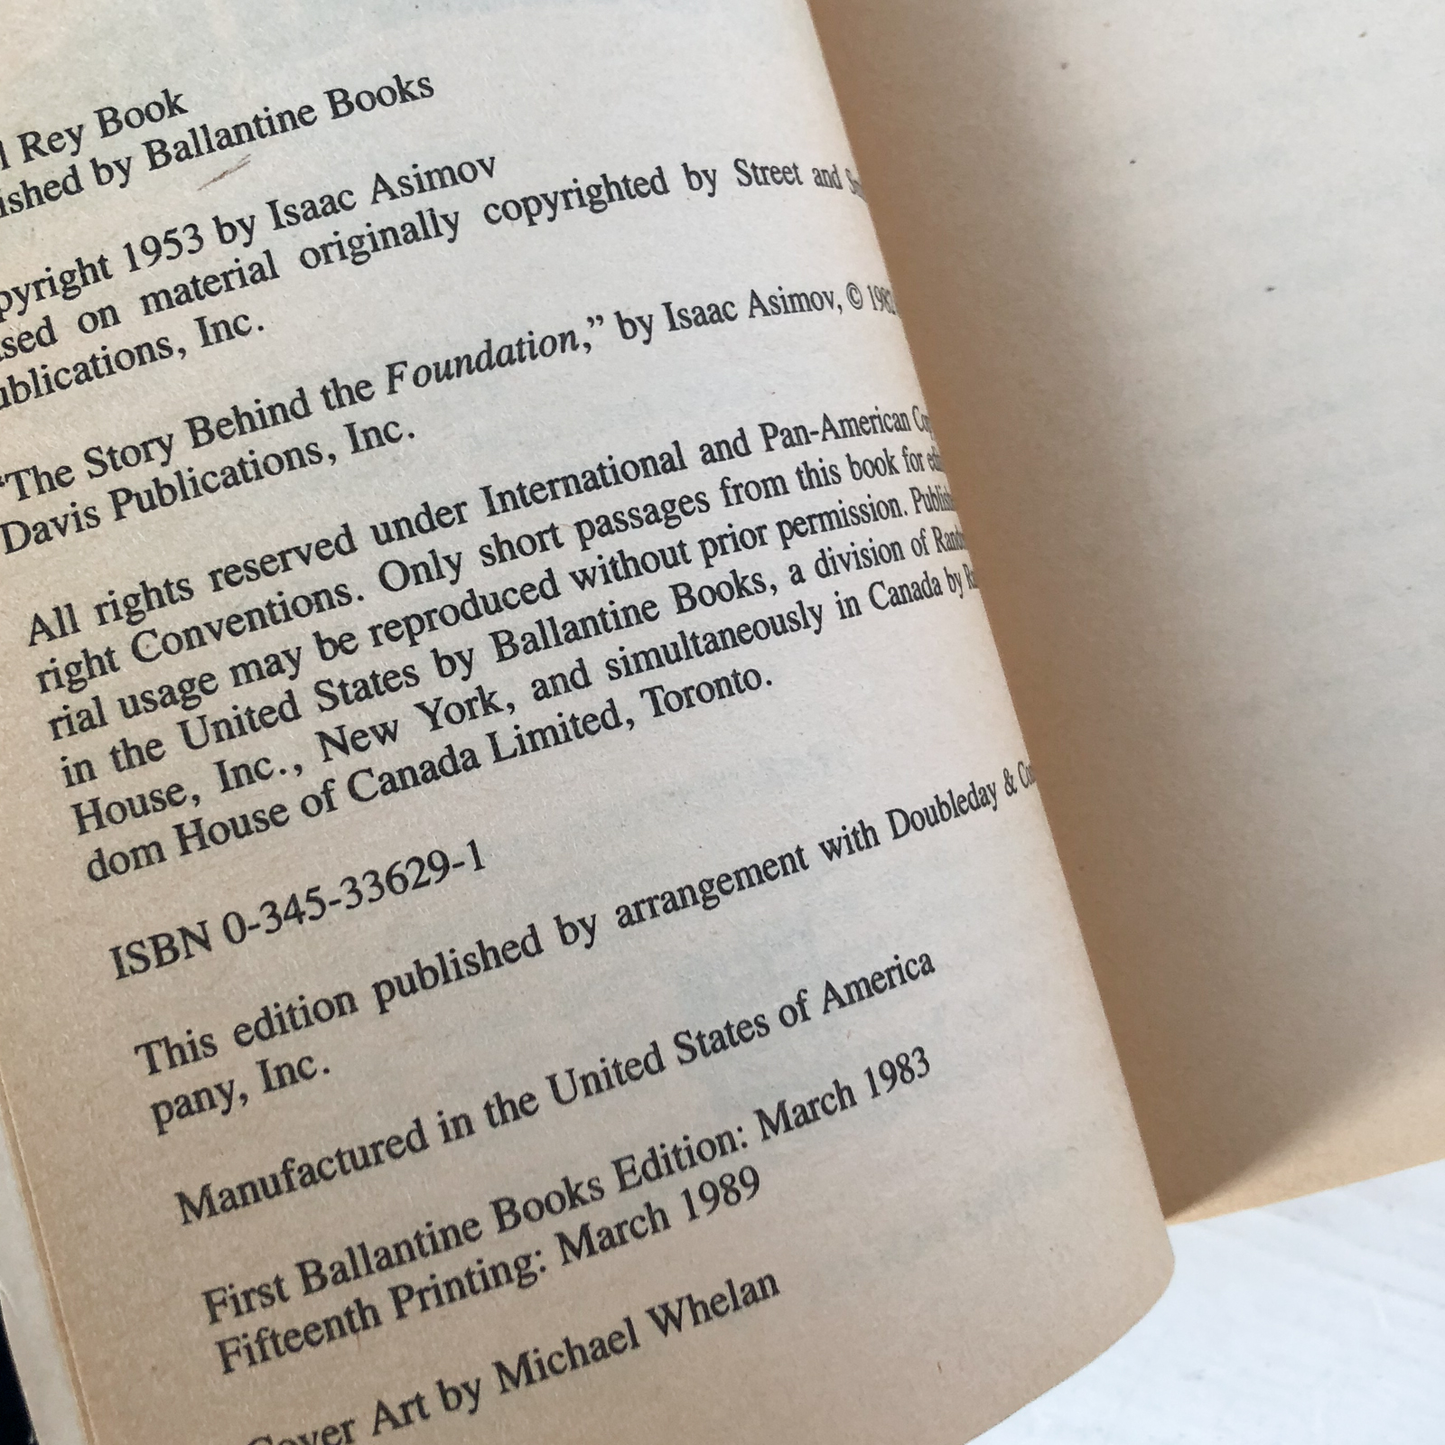 Rey Book
by Ballantine Books
1953 by Isaac Asimov
on material originally copyrighted by Street and
Inc.
"The Story Behind the Foundation," by Isaac Asimov, ©
Davis Publications, Inc.
All rights reserved under International and Pan-American
right Conventions. Only short passages from this book for
rial usage may be reproduced without prior permission.
in the United States by Ballantine Books, a division of
House, Inc., New York, and simultaneously in Canada by
dom House of Canada Limited, Toronto.
ISBN 0-345-33629-1
This edition published by arrangement with Doubleday &
pany, Inc.
Manufactured in the United States of America
First Ballantine Books Edition: March 1983
Fifteenth Printing: March 1989
Cover Art by Michael Whelan